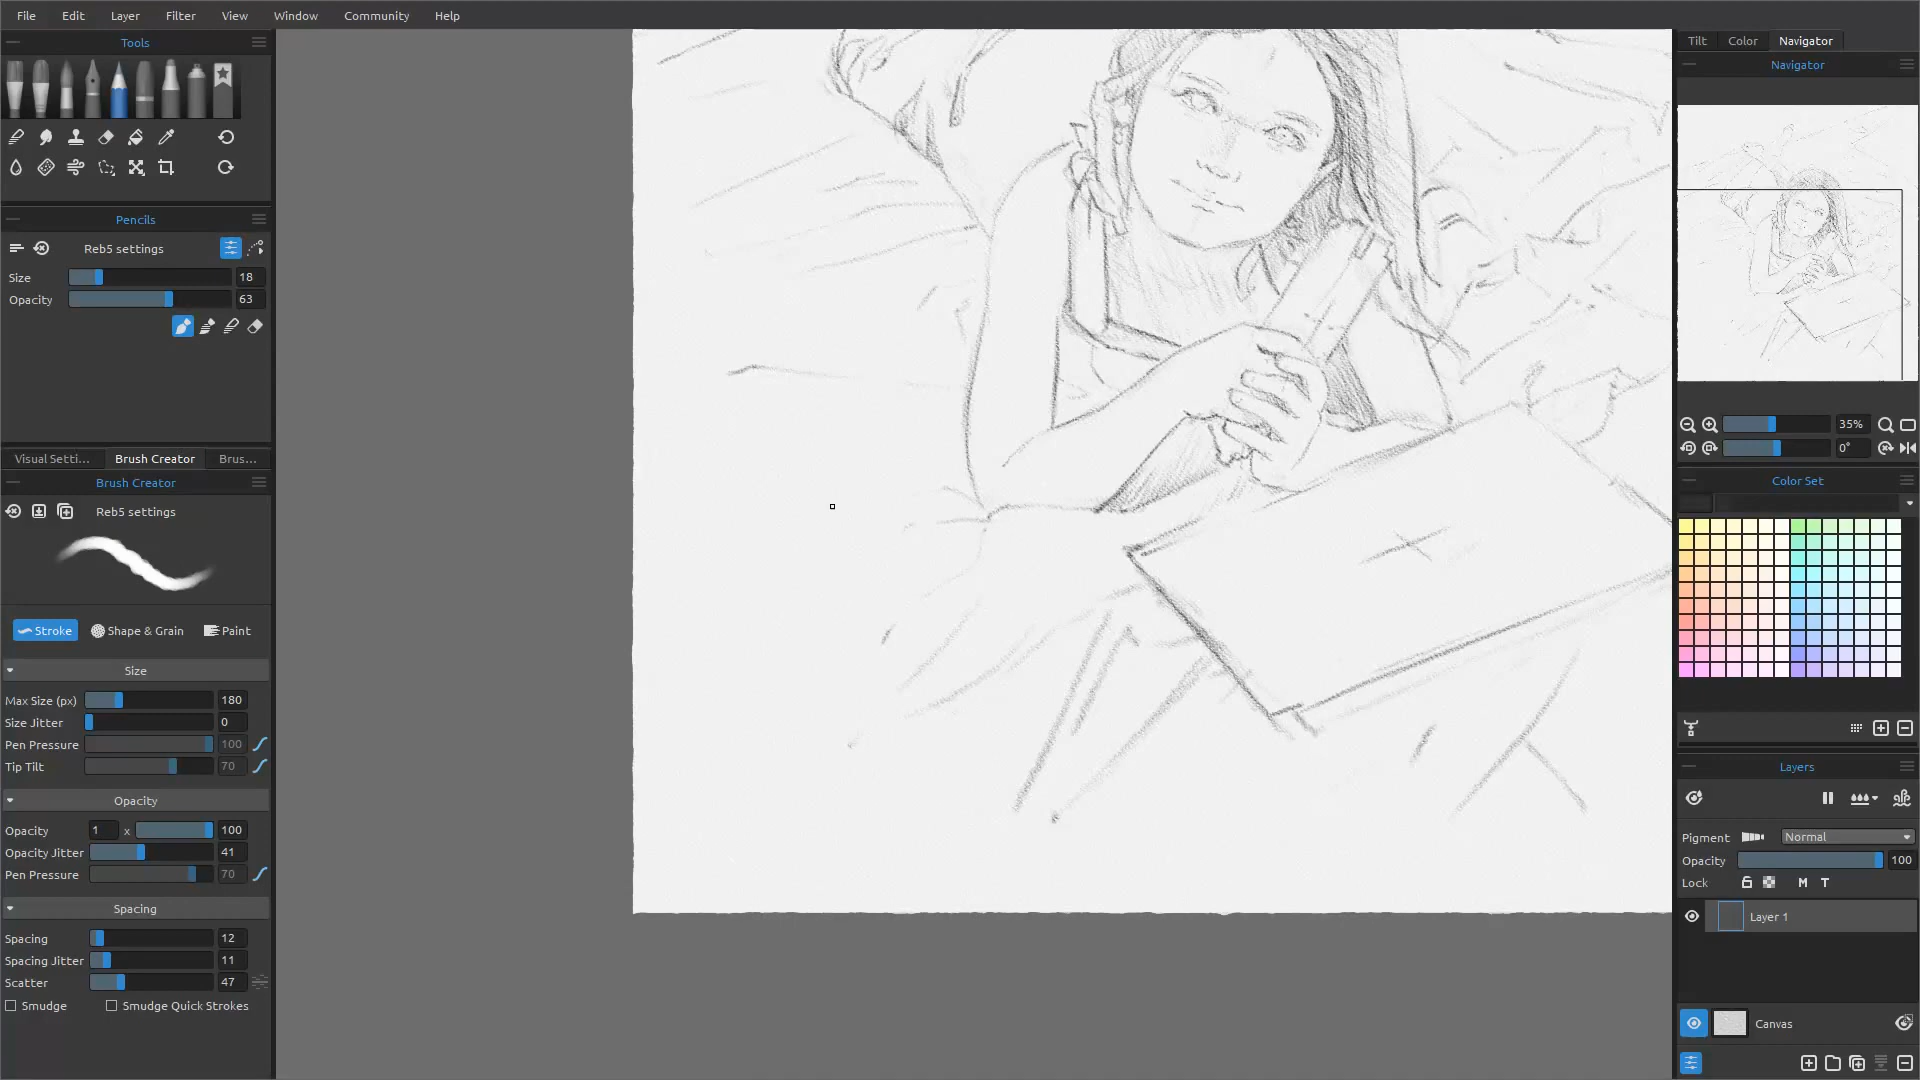 File Edit Layer Filter View Window Community Help
Tools
Pencils
Reb5 settings
Size 18
Opacity 63
Visual Setti... Brush Creator Brus...
Brush Creator
Reb5 settings
Stroke Shape & Grain Paint
Size
Max Size (px) 180
Size Jitter 0
Pen Pressure 100
Tip Tilt 70
Opacity
Opacity 1 x 100
Opacity Jitter 41
Pen Pressure 70
Spacing
Spacing 12
Spacing Jitter 11
Scatter 47
Smudge Smudge Quick Strokes
Tilt Color Navigator
Navigator
35%
0°
Color Set
Layers
Pigment Normal
Opacity 100
Lock M T
Layer 1
Canvas